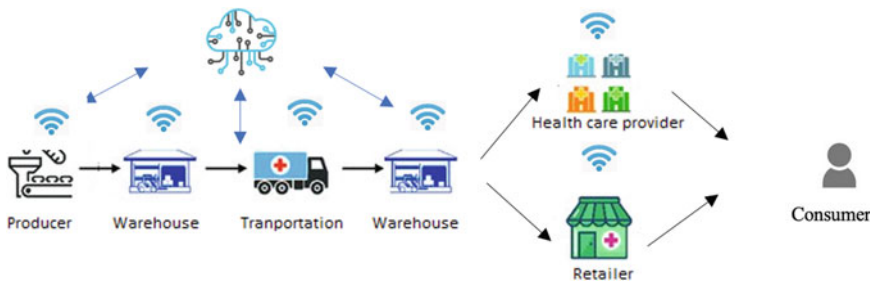 Health care provider
Producer
Warehouse
Tranportation
Warehouse
Consumer
Retailer